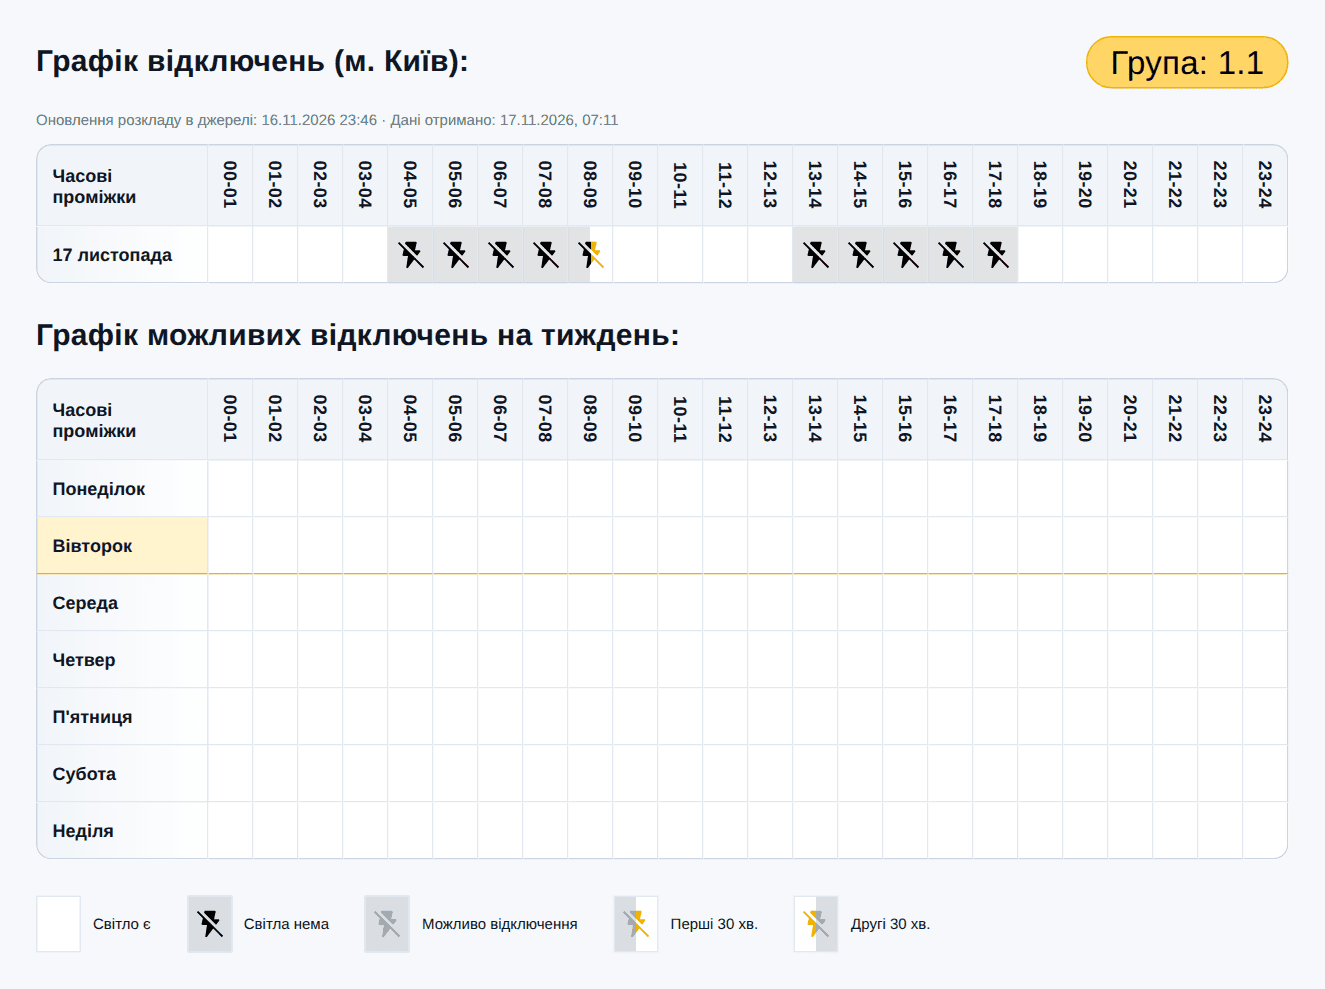 Графік відключень (м. Київ):
Група: 1.1
Оновлення розкладу в джерелі: 16.11.2026 23:46 · Дані отримано: 17.11.2026, 07:11
Часові проміжки 00-01 01-02 02-03 03-04 04-05 05-06 06-07 07-08 08-09 09-10 10-11 11-12 12-13 13-14 14-15 15-16 16-17 17-18 18-19 19-20 20-21 21-22 22-23 23-24
17 листопада
Графік можливих відключень на тиждень:
Часові проміжки 00-01 01-02 02-03 03-04 04-05 05-06 06-07 07-08 08-09 09-10 10-11 11-12 12-13 13-14 14-15 15-16 16-17 17-18 18-19 19-20 20-21 21-22 22-23 23-24
Понеділок
Вівторок
Середа
Четвер
П'ятниця
Субота
Неділя
Світло є Світла нема Можливо відключення Перші 30 хв. Другі 30 хв.